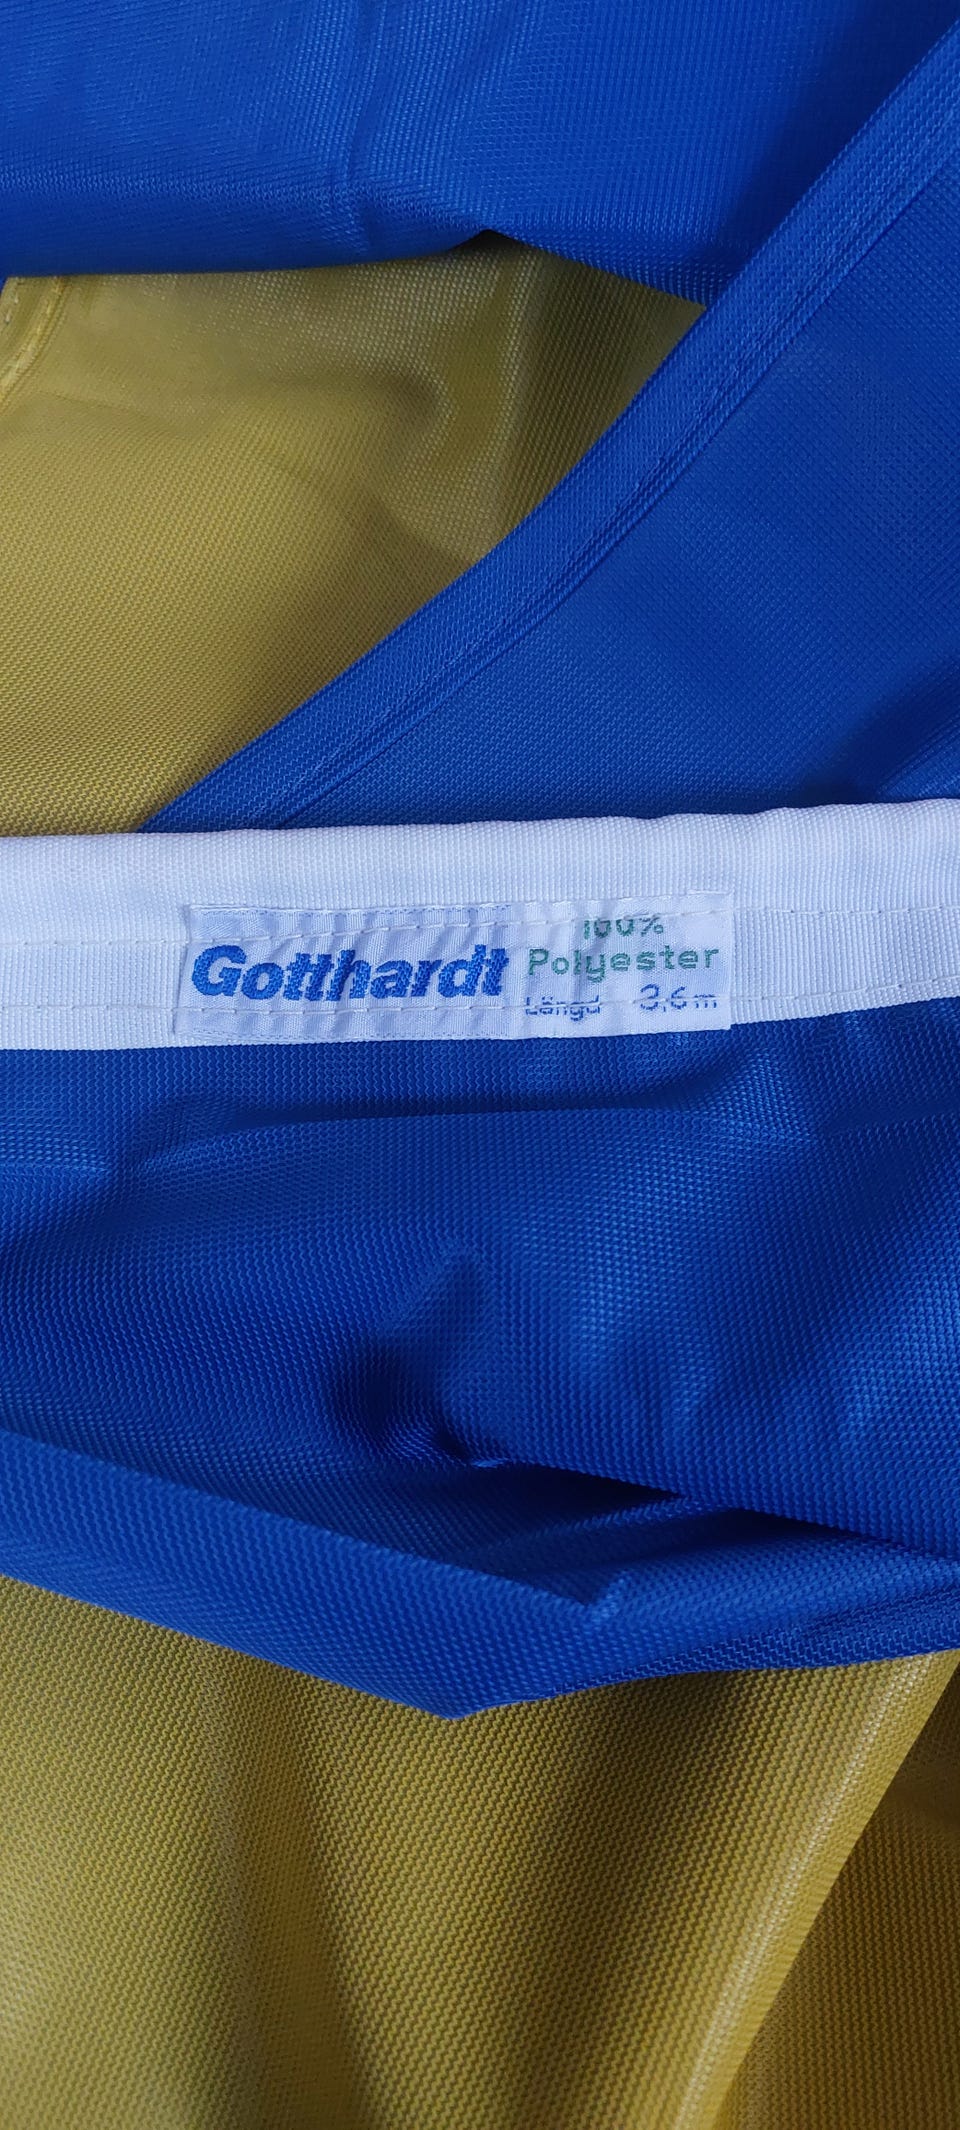 Gotthardt
100%
Polyester
Längd 3,6m